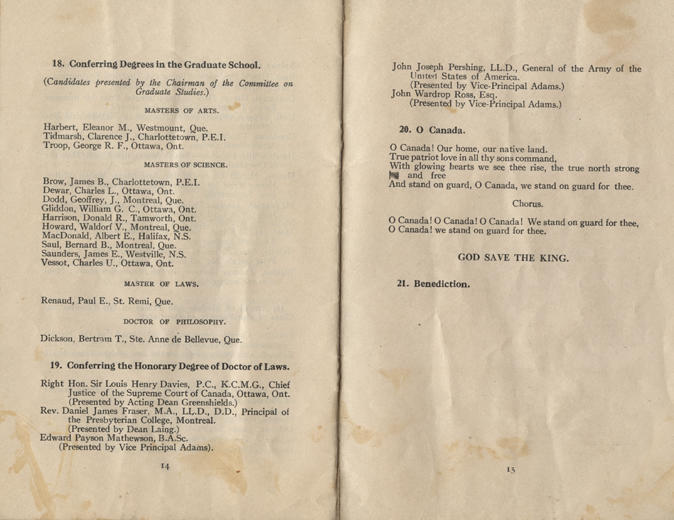 18. Conferring Degrees in the Graduate School.
(Candidates presented by the Chairman of the Committee on
Graduate Studies.)
MASTERS OF ARTS.
Harbert, Eleanor M., Westmount, Que.
Tidmarsh, Clarence J., Charlottetown, P.E.I.
Troop, George R. F., Ottawa, Ont.
MASTERS OF SCIENCE.
Brow, James B., Charlottetown, P.E.I.
Dewar, Charles L., Ottawa, Ont.
Dodd, Geoffrey, J., Montreal, Que.
Gliddon, William G. C., Ottawa, Ont.
Harrison, Donald R., Tamworth, Ont.
Howard, Waldorf V., Montreal, Que.
MacDonald, Albert E., Halifax, N.S.
Saul, Bernard B., Montreal, Que.
Saunders, James E., Westville, N.S.
Vessot, Charles U., Ottawa, Ont.
MASTER OF LAWS.
Renaud, Paul E., St. Remi, Que.
DOCTOR OF PHILOSOPHY.
Dickson, Bertram T., Ste. Anne de Bellevue, Que.
19. Conferring the Honorary Degree of Doctor of Laws.
Right Hon. Sir Louis Henry Davies, P.C., K.C.M.G., Chief
Justice of the Supreme Court of Canada, Ottawa, Ont.
(Presented by Acting Dean Greenshields.)
Rev. Daniel James Fraser, M.A., LL.D., D.D., Principal of
the Presbyterian College, Montreal.
(Presented by Dean Laing.)
Edward Payson Mathewson, B.A.Sc.
(Presented by Vice Principal Adams).
14
John Joseph Pershing, LL.D., General of the Army of the
United States of America.
(Presented by Vice-Principal Adams.)
John Wardrop Ross, Esq.
(Presented by Vice-Principal Adams.)
20. O Canada.
O Canada! Our home, our native land.
True patriot love in all thy sons command,
With glowing hearts we see thee rise, the true north strong
and free
And stand on guard, O Canada, we stand on guard for thee.
Chorus.
O Canada! O Canada! O Canada! We stand on guard for thee,
O Canada! we stand on guard for thee.
GOD SAVE THE KING.
21. Benediction.
15